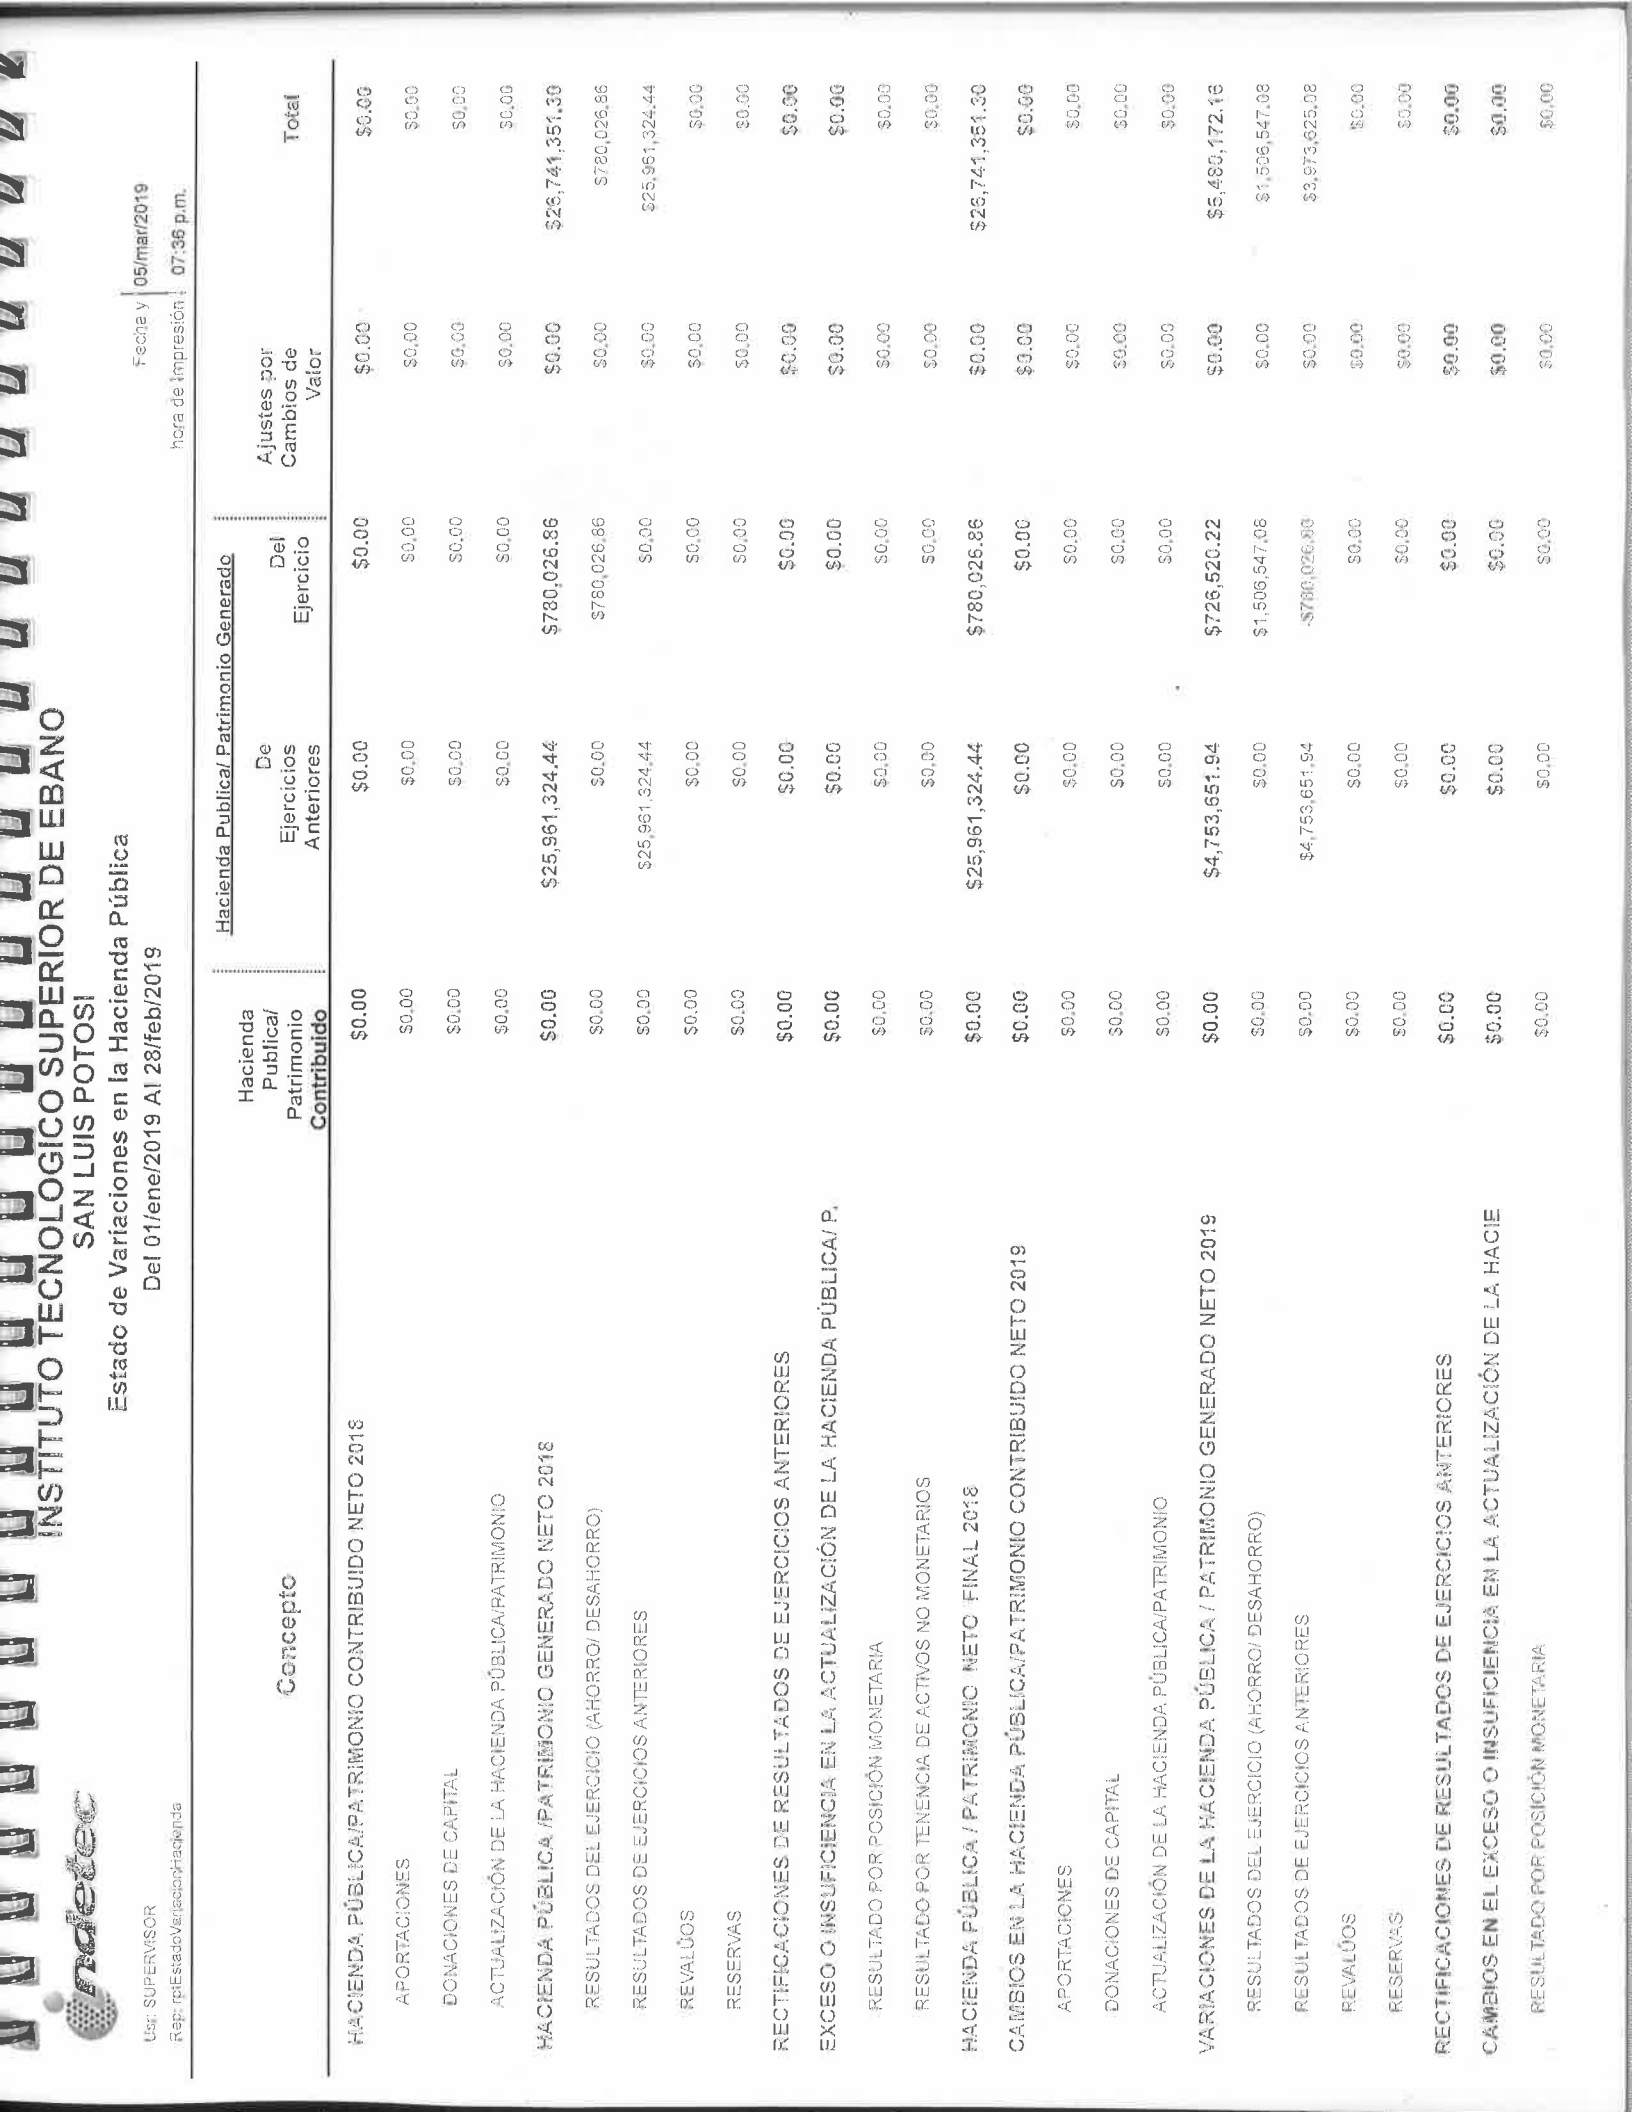 INSTITUTO TECNOLOGICO SUPERIOR DE EBANO
SAN LUIS POTOSI
Estado de Variaciones en la Hacienda Pública
Del 01/ene/2019 Al 28/feb/2019
indetec
Usr: SUPERVISOR
Rep: rptEstadoVariacionHacienda
Fecha y 05/mar/2019
hora de Impresión 07:36 p.m.
Hacienda Publica/ Patrimonio Generado
Concepto Hacienda Publica/ Patrimonio Contribuido De Ejercicios Anteriores Del Ejercicio Ajustes por Cambios de Valor Total
HACIENDA PÚBLICA/PATRIMONIO CONTRIBUIDO NETO 2018 $0.00 $0.00 $0.00 $0.00 $0.00
APORTACIONES $0.00 $0.00 $0.00 $0.00 $0.00
DONACIONES DE CAPITAL $0.00 $0.00 $0.00 $0.00 $0.00
ACTUALIZACIÓN DE LA HACIENDA PÚBLICA/PATRIMONIO $0.00 $0.00 $0.00 $0.00 $0.00
HACIENDA PÚBLICA /PATRIMONIO GENERADO NETO 2018 $0.00 $25,961,324.44 $780,026.86 $0.00 $26,741,351.30
RESULTADOS DEL EJERCICIO (AHORRO/ DESAHORRO) $0.00 $0.00 $780,026.86 $0.00 $780,026.86
RESULTADOS DE EJERCICIOS ANTERIORES $0.00 $25,961,324.44 $0.00 $0.00 $25,961,324.44
REVALÚOS $0.00 $0.00 $0.00 $0.00 $0.00
RESERVAS $0.00 $0.00 $0.00 $0.00 $0.00
RECTIFICACIONES DE RESULTADOS DE EJERCICIOS ANTERIORES $0.00 $0.00 $0.00 $0.00 $0.00
EXCESO O INSUFICIENCIA EN LA ACTUALIZACIÓN DE LA HACIENDA PÚBLICA/ P. $0.00 $0.00 $0.00 $0.00 $0.00
RESULTADO POR POSICIÓN MONETARIA $0.00 $0.00 $0.00 $0.00 $0.00
RESULTADO POR TENENCIA DE ACTIVOS NO MONETARIOS $0.00 $0.00 $0.00 $0.00 $0.00
HACIENDA PÚBLICA / PATRIMONIO NETO FINAL 2018 $0.00 $25,961,324.44 $780,026.86 $0.00 $26,741,351.30
CAMBIOS EN LA HACIENDA PÚBLICA/PATRIMONIO CONTRIBUIDO NETO 2019 $0.00 $0.00 $0.00 $0.00 $0.00
APORTACIONES $0.00 $0.00 $0.00 $0.00 $0.00
DONACIONES DE CAPITAL $0.00 $0.00 $0.00 $0.00 $0.00
ACTUALIZACIÓN DE LA HACIENDA PÚBLICA/PATRIMONIO $0.00 $0.00 $0.00 $0.00 $0.00
VARIACIONES DE LA HACIENDA PÚBLICA / PATRIMONIO GENERADO NETO 2019 $0.00 $4,753,651.94 $726,520.22 $0.00 $5,480,172.16
RESULTADOS DEL EJERCICIO (AHORRO/ DESAHORRO) $0.00 $0.00 $1,506,547.08 $0.00 $1,506,547.08
RESULTADOS DE EJERCICIOS ANTERIORES $0.00 $4,753,651.94 -$780,026.86 $0.00 $3,973,625.08
REVALÚOS $0.00 $0.00 $0.00 $0.00 $0.00
RESERVAS $0.00 $0.00 $0.00 $0.00 $0.00
RECTIFICACIONES DE RESULTADOS DE EJERCICIOS ANTERIORES $0.00 $0.00 $0.00 $0.00 $0.00
CAMBIOS EN EL EXCESO O INSUFICIENCIA EN LA ACTUALIZACIÓN DE LA HACIE $0.00 $0.00 $0.00 $0.00 $0.00
RESULTADO POR POSICIÓN MONETARIA $0.00 $0.00 $0.00 $0.00 $0.00